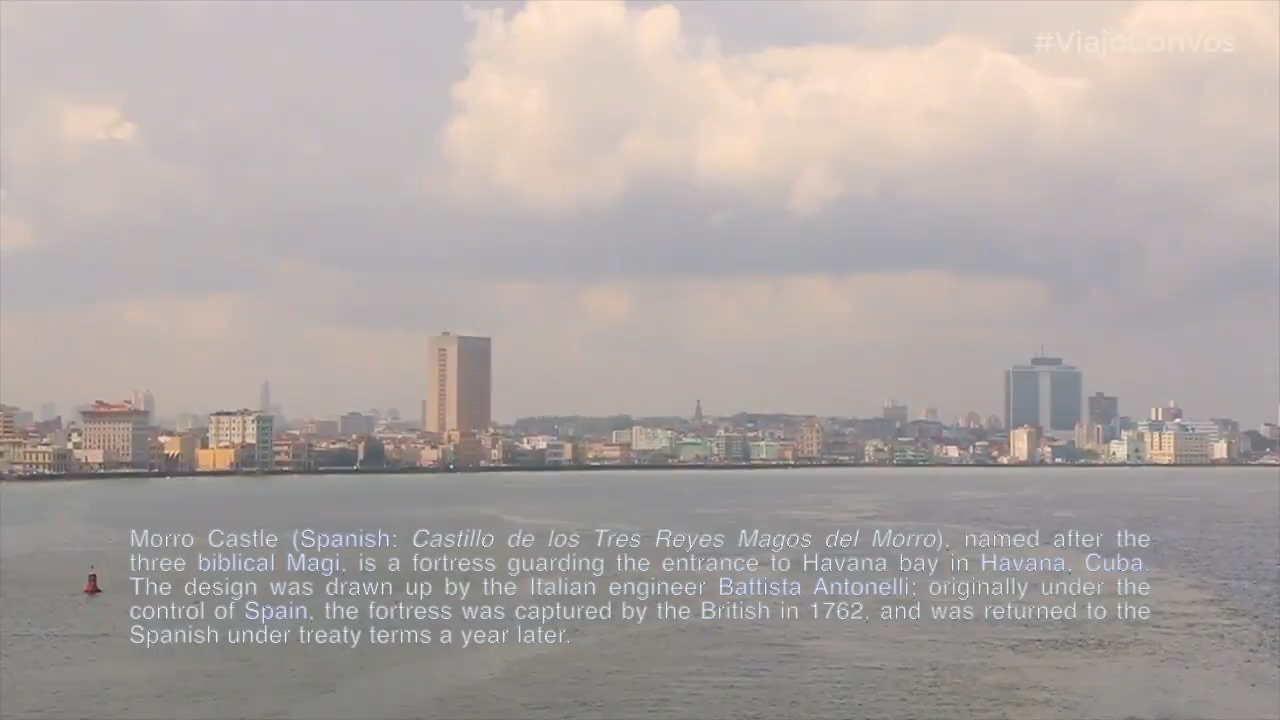 #ViajoConVos
Morro Castle (Spanish: Castillo de los Tres Reyes Magos del Morro), named after the
three biblical Magi, is a fortress guarding the entrance to Havana bay in Havana, Cuba.
The design was drawn up by the Italian engineer Battista Antonelli; originally under the
control of Spain, the fortress was captured by the British in 1762, and was returned to the
Spanish under treaty terms a year later.